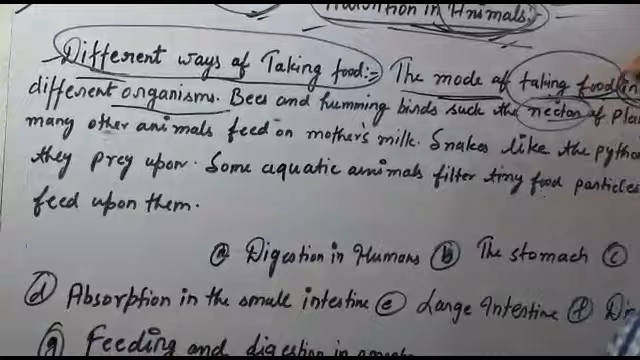 Nutrition in Animals:-
Different ways of Taking food:- The mode of taking food in
different organisms. Bees and humming birds suck the nectar of
many other animals feed on mother's milk. Snakes like the
they prey upon. Some aquatic animals filter tiny food particles
feed upon them.
(a) Digestion in Humans (b) The stomach (c)
(d) Absorption in the small intestine (e) Large Intestine (f)
(g) Feeding and digestion in